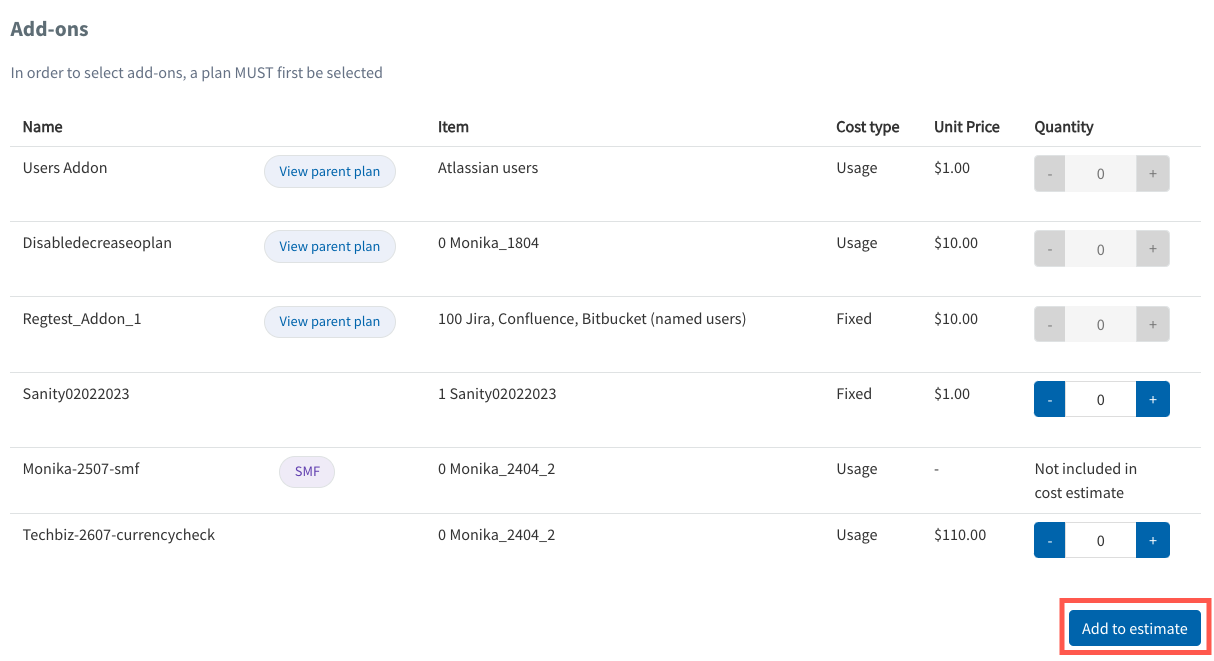 Add-ons
In order to select add-ons, a plan MUST first be selected
Name Item Cost type Unit Price Quantity
Users Addon View parent plan Atlassian users Usage $1.00 - 0 +
Disabledecreaseoplan View parent plan 0 Monika_1804 Usage $10.00 - 0 +
Regtest_Addon_1 View parent plan 100 Jira, Confluence, Bitbucket (named users) Fixed $10.00 - 0 +
Sanity02022023 1 Sanity02022023 Fixed $1.00 - 0 +
Monika-2507-smf SMF 0 Monika_2404_2 Usage - Not included in
cost estimate
Techbiz-2607-currencycheck 0 Monika_2404_2 Usage $110.00 - 0 +
Add to estimate